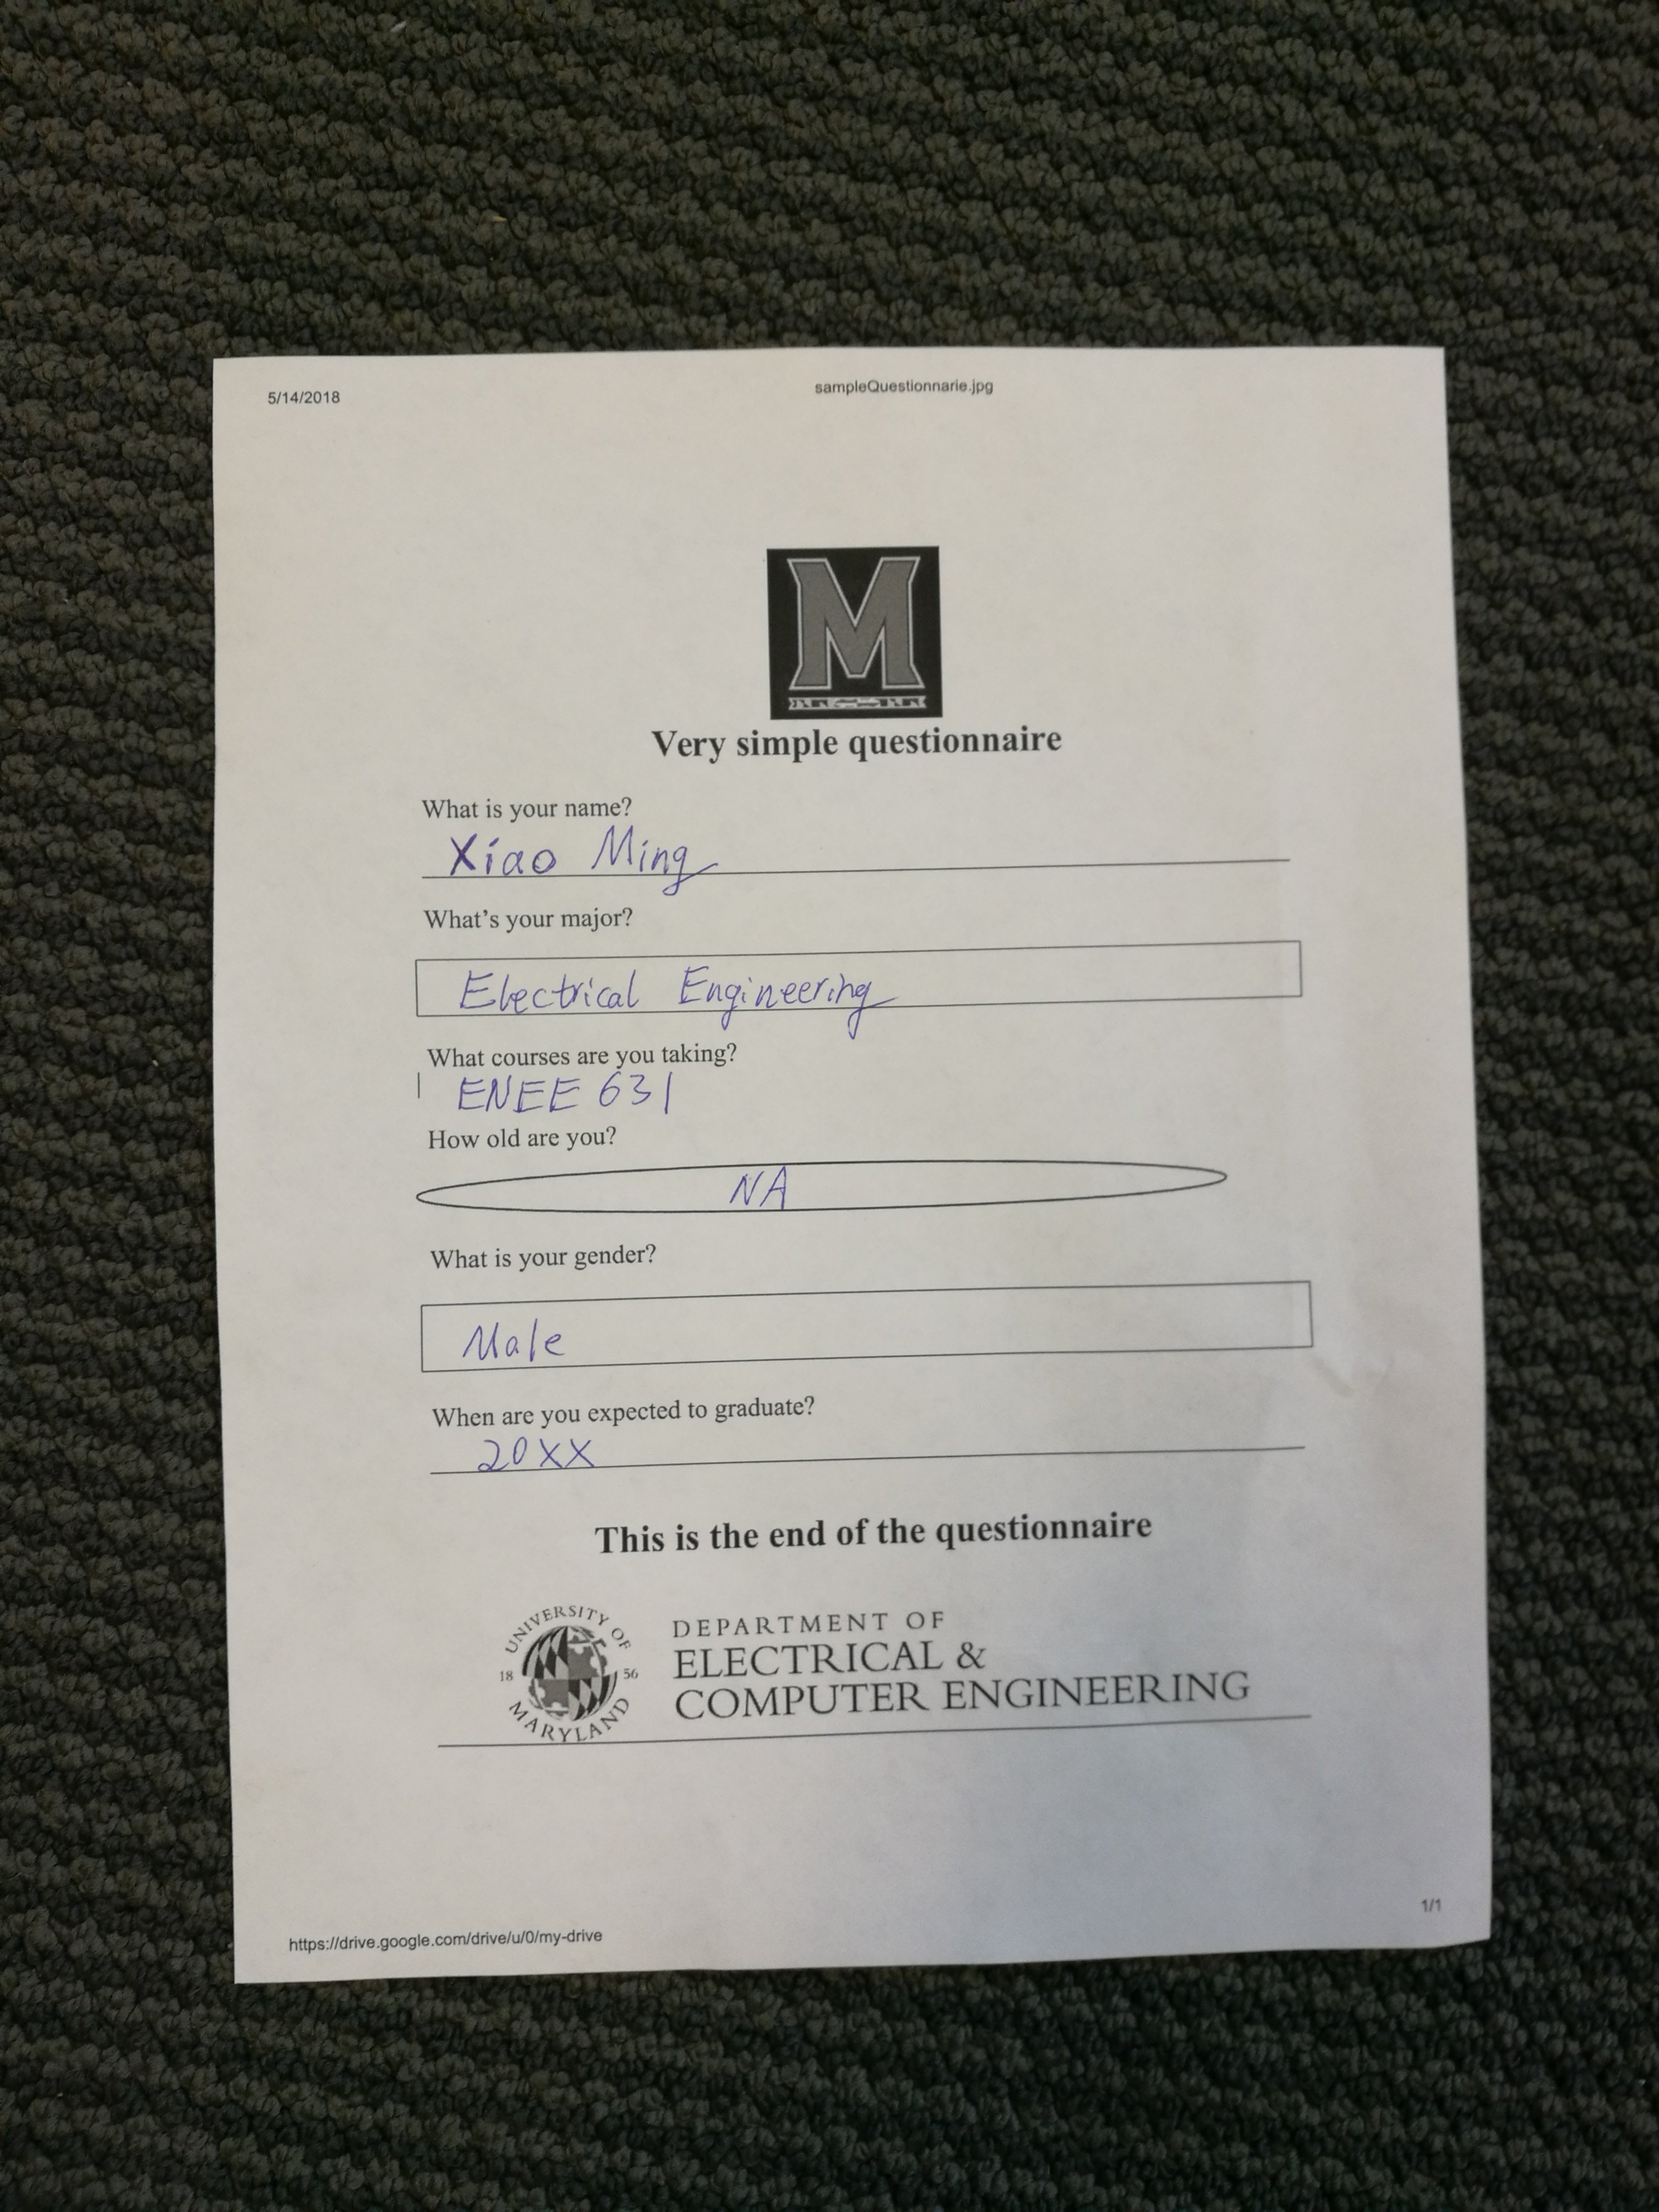 5/14/2018 sampleQuestionnarie.jpg
M
Very simple questionnaire
What is your name?
Xiao Ming
What's your major?
Electrical Engineering
What courses are you taking?
ENEE 631
How old are you?
NA
What is your gender?
Male
When are you expected to graduate?
20XX
This is the end of the questionnaire
UNIVERSITY OF
18 56
MARYLAND
DEPARTMENT OF
ELECTRICAL &
COMPUTER ENGINEERING
https://drive.google.com/drive/u/0/my-drive 1/1